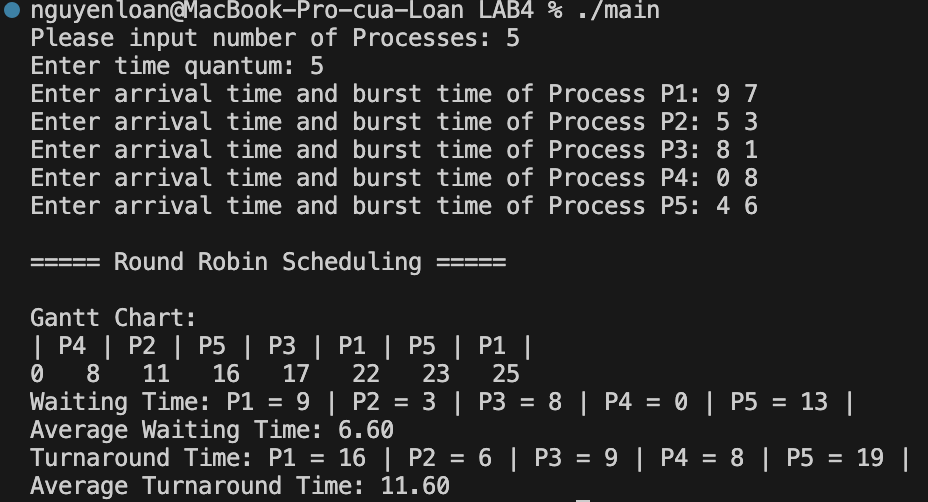 nguyenloan@MacBook-Pro-cua-Loan LAB4 % ./main
Please input number of Processes: 5
Enter time quantum: 5
Enter arrival time and burst time of Process P1: 9 7
Enter arrival time and burst time of Process P2: 5 3
Enter arrival time and burst time of Process P3: 8 1
Enter arrival time and burst time of Process P4: 0 8
Enter arrival time and burst time of Process P5: 4 6
===== Round Robin Scheduling =====
Gantt Chart:
| P4 | P2 | P5 | P3 | P1 | P5 | P1 |
0   8   11   16   17   22   23   25
Waiting Time: P1 = 9 | P2 = 3 | P3 = 8 | P4 = 0 | P5 = 13 |
Average Waiting Time: 6.60
Turnaround Time: P1 = 16 | P2 = 6 | P3 = 9 | P4 = 8 | P5 = 19 |
Average Turnaround Time: 11.60